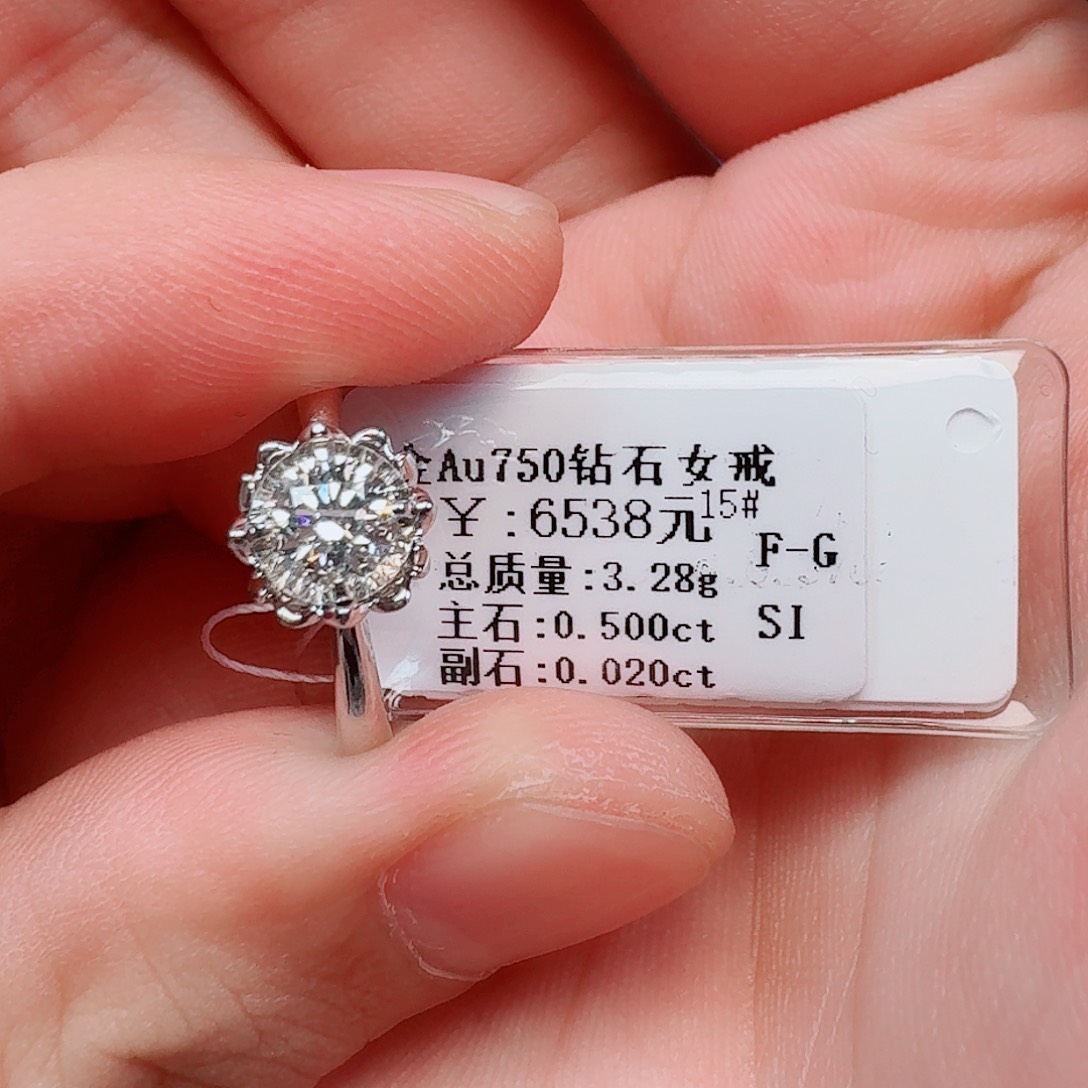 金Au750钻石女戒
¥:6538元15#
F-G
总质量:3.28g
主石:0.500ct SI
副石:0.020ct